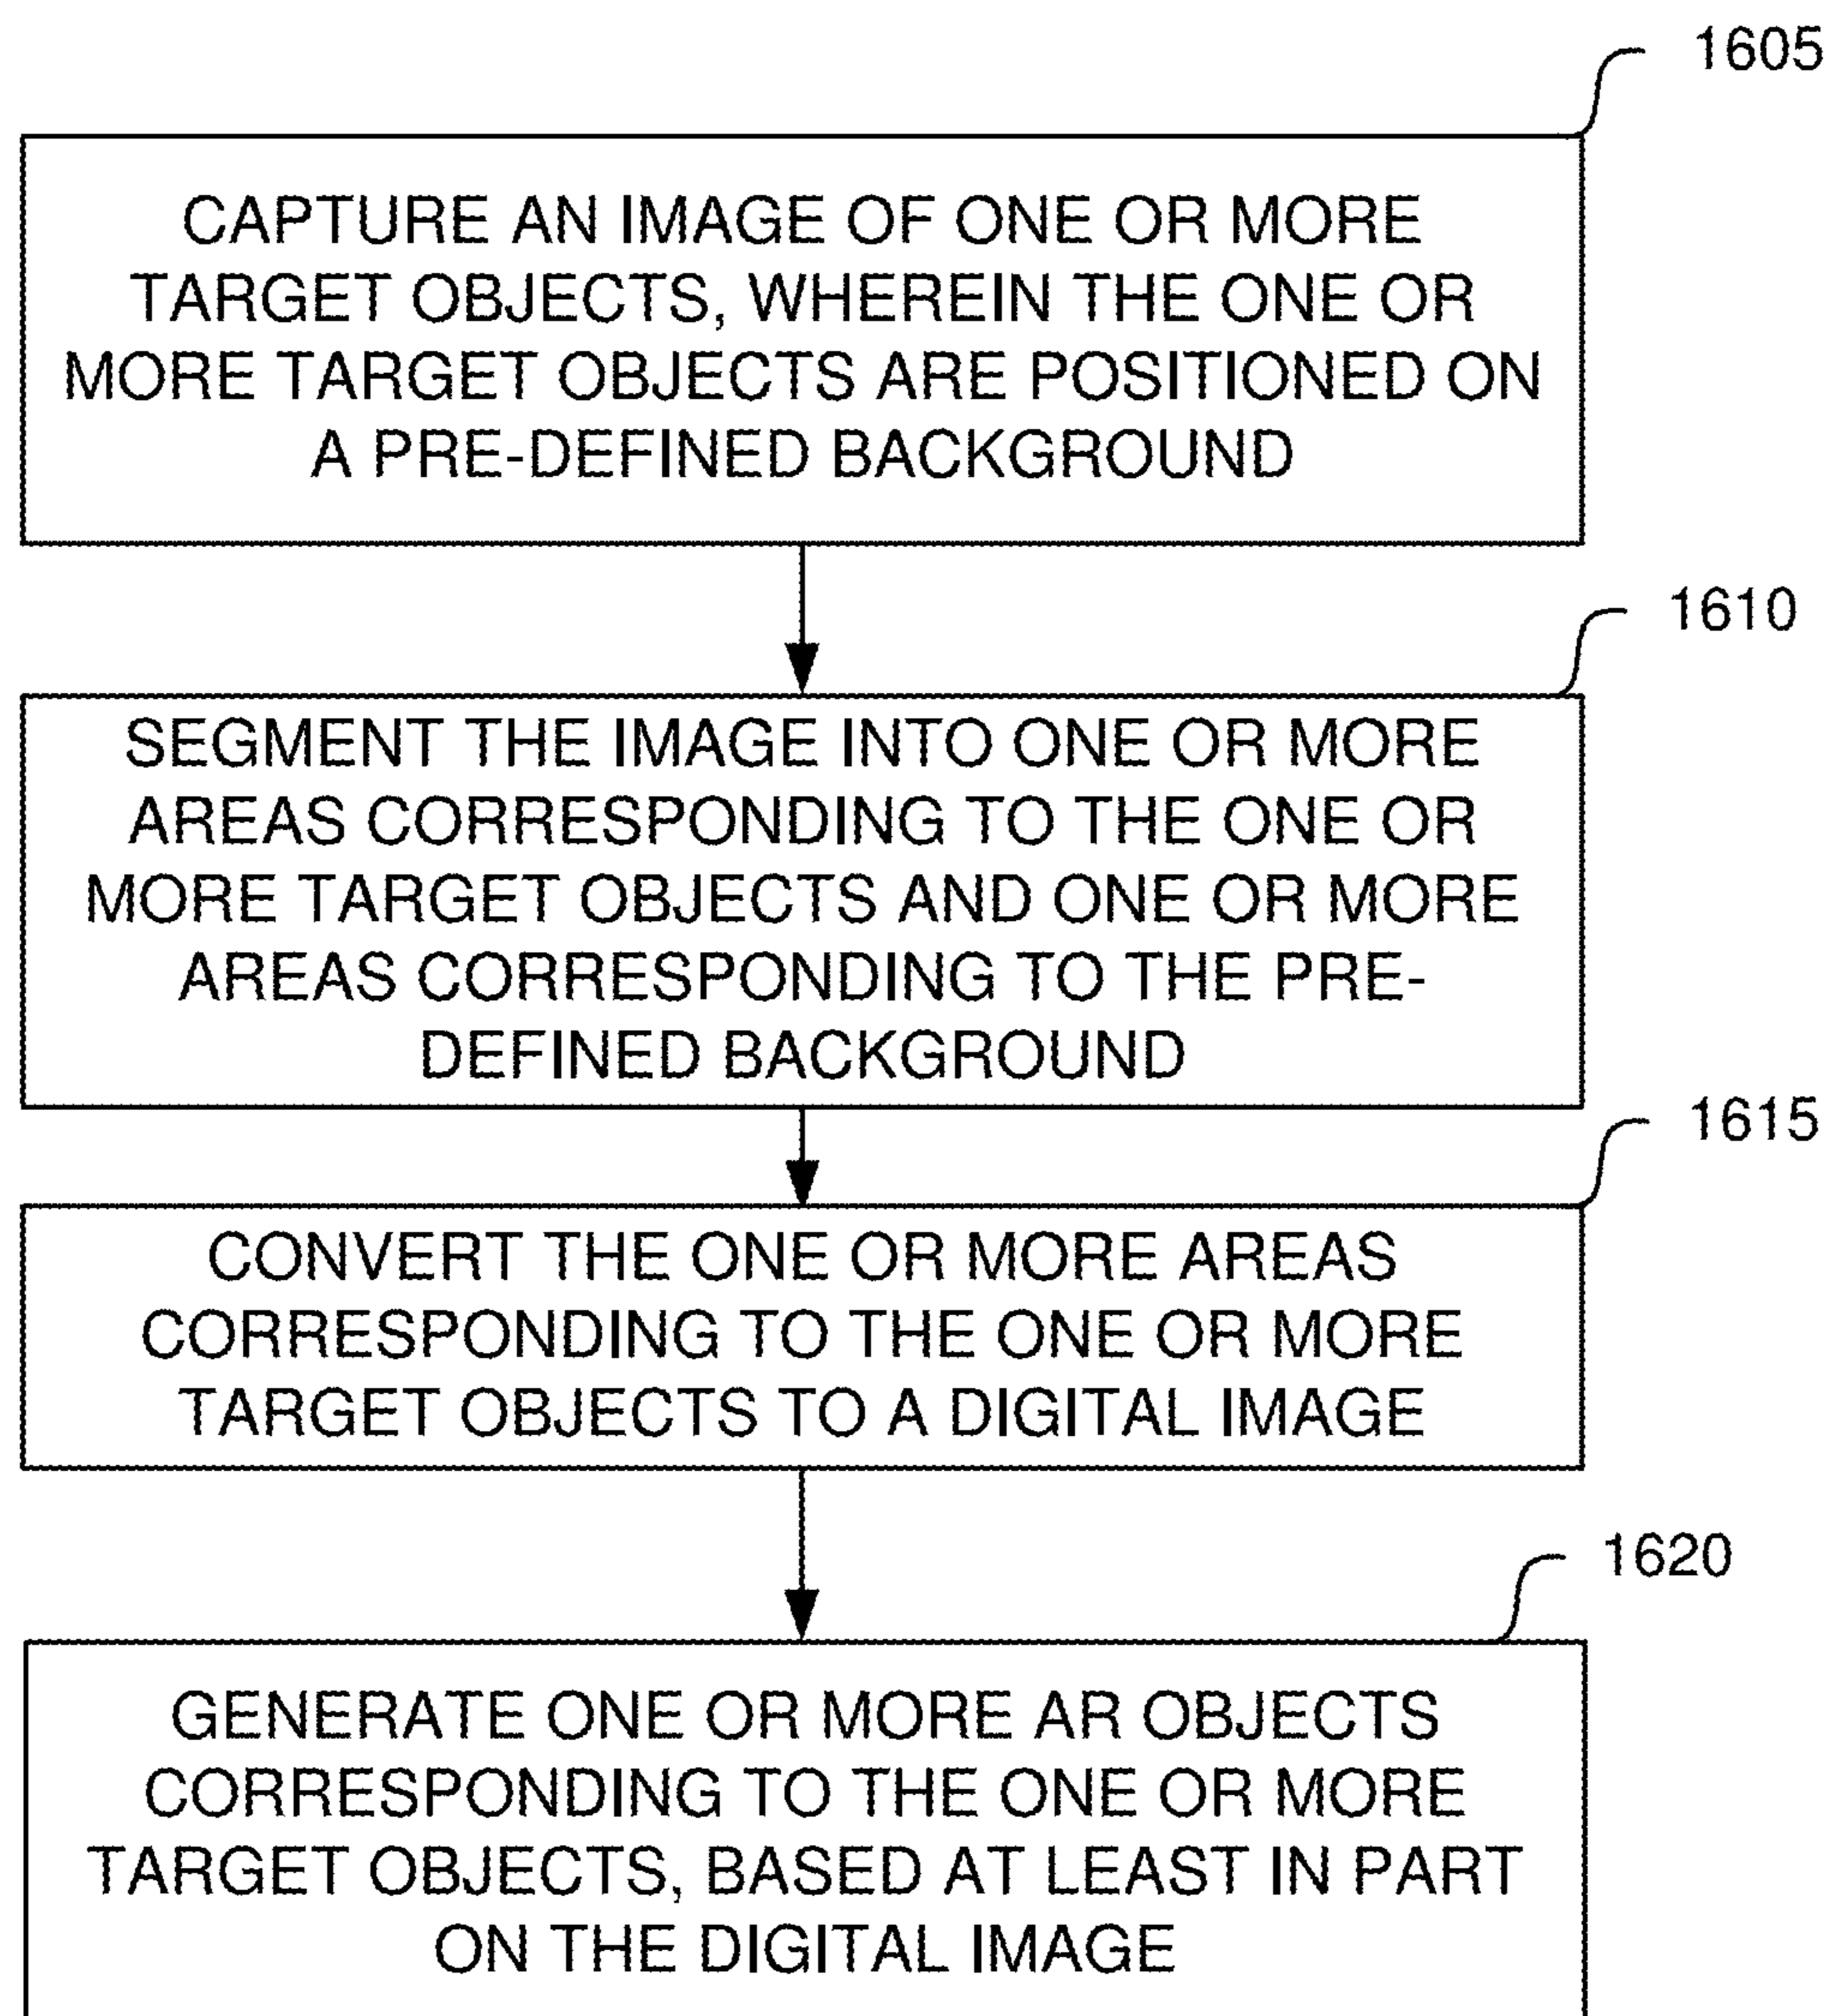 1605
CAPTURE AN IMAGE OF ONE OR MORE
TARGET OBJECTS, WHEREIN THE ONE OR
MORE TARGET OBJECTS ARE POSITIONED ON
A PRE-DEFINED BACKGROUND
1610
SEGMENT THE IMAGE INTO ONE OR MORE
AREAS CORRESPONDING TO THE ONE OR
MORE TARGET OBJECTS AND ONE OR MORE
AREAS CORRESPONDING TO THE PRE-
DEFINED BACKGROUND
1615
CONVERT THE ONE OR MORE AREAS
CORRESPONDING TO THE ONE OR MORE
TARGET OBJECTS TO A DIGITAL IMAGE
1620
GENERATE ONE OR MORE AR OBJECTS
CORRESPONDING TO THE ONE OR MORE
TARGET OBJECTS, BASED AT LEAST IN PART
ON THE DIGITAL IMAGE